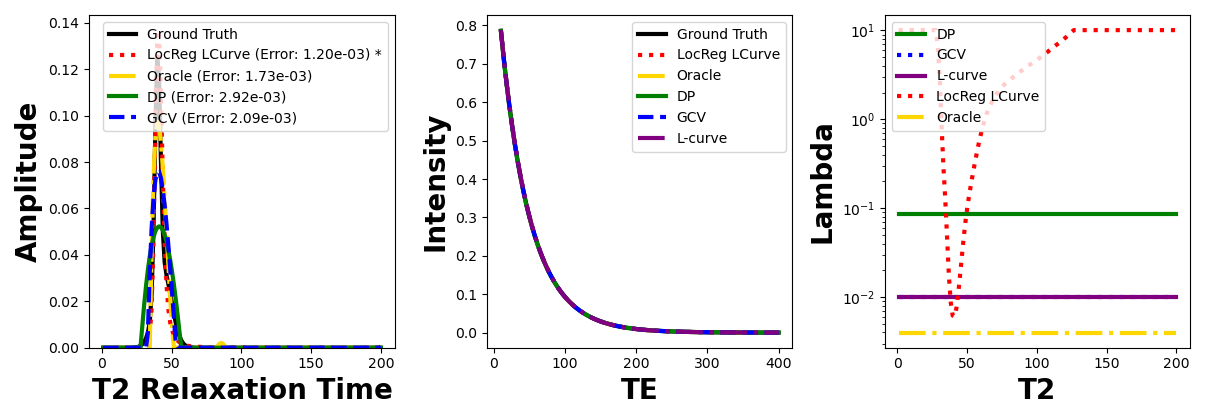 0.14
0.12
0.10
0.08
0.06
0.04
0.02
0.00
Amplitude
Ground Truth
LocReg LCurve (Error: 1.20e-03) *
Oracle (Error: 1.73e-03)
DP (Error: 2.92e-03)
GCV (Error: 2.09e-03)
0 50 100 150 200
T2 Relaxation Time
0.8
0.7
0.6
0.5
0.4
0.3
0.2
0.1
0.0
Intensity
Ground Truth
LocReg LCurve
Oracle
DP
GCV
L-curve
0 100 200 300 400
TE
10¹
10⁰
10⁻¹
10⁻²
Lambda
DP
GCV
L-curve
LocReg LCurve
Oracle
0 50 100 150 200
T2